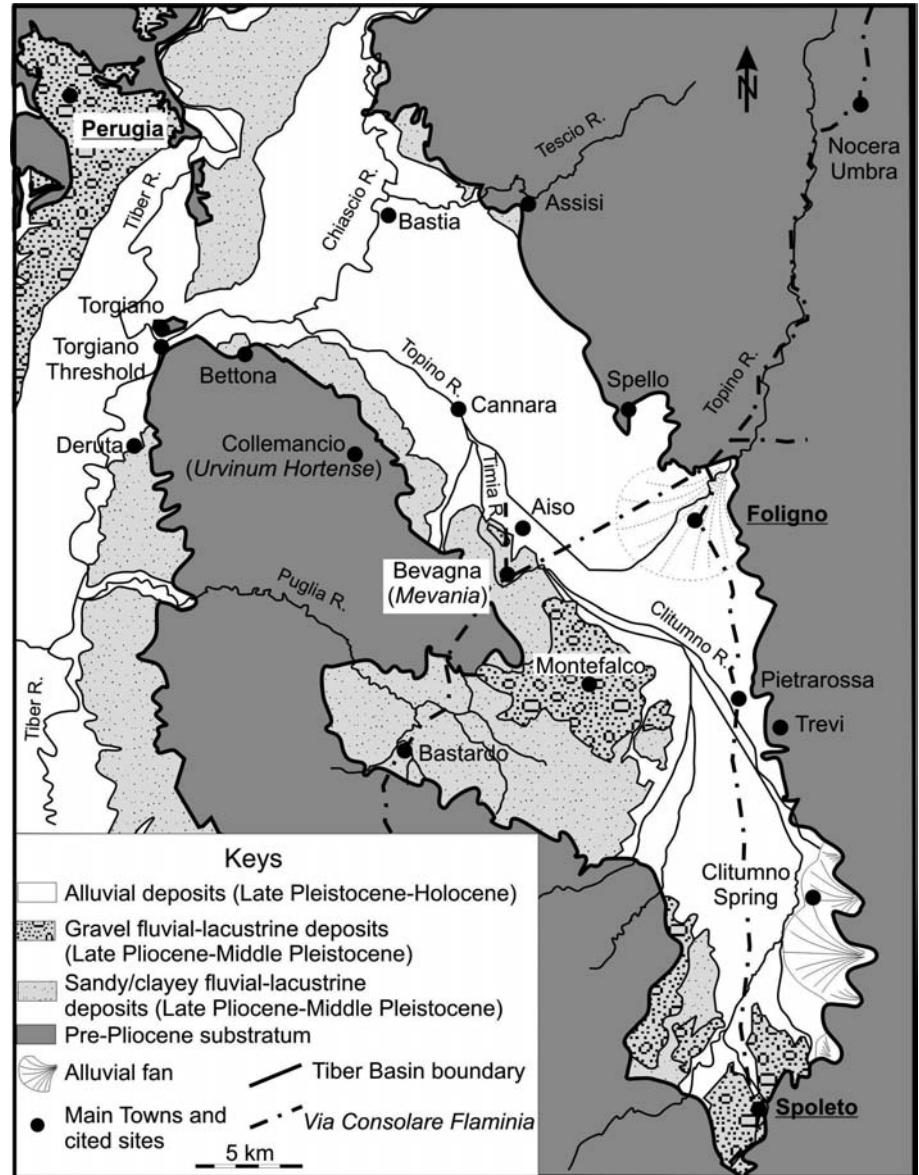 N
Perugia
Tiber R.
Chiascio R.
Tescio R.
Nocera
Umbra
Assisi
Bastia
Torgiano
Torgiano
Threshold
Bettona
Topino R.
Cannara
Spello
Topino R.
Deruta
Collemancio
(Urvinum Hortense)
Timia R.
Aiso
Foligno
Bevagna
(Mevania)
Puglia R.
Clitumno R.
Montefalco
Pietrarossa
Tiber R.
Trevi
Bastardo
Clitumno
Spring
Spoleto
Keys
Alluvial deposits (Late Pleistocene-Holocene)
Gravel fluvial-lacustrine deposits
(Late Pliocene-Middle Pleistocene)
Sandy/clayey fluvial-lacustrine
deposits (Late Pliocene-Middle Pleistocene)
Pre-Pliocene substratum
Alluvial fan
Tiber Basin boundary
Main Towns and
cited sites
Via Consolare Flaminia
5 km